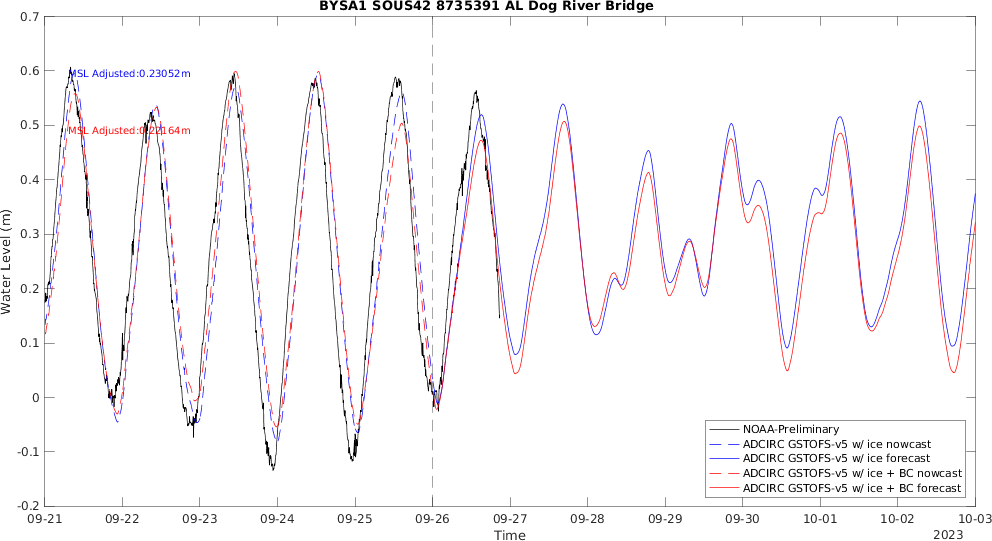 BYSA1 SOUS42 8735391 AL Dog River Bridge
0.7
0.6
0.5
0.4
0.3
0.2
0.1
0
-0.1
-0.2
Water Level (m)
MSL Adjusted:0.23052m
MSL Adjusted:0.22164m
NOAA-Preliminary
ADCIRC GSTOFS-v5 w/ ice nowcast
ADCIRC GSTOFS-v5 w/ ice forecast
ADCIRC GSTOFS-v5 w/ ice + BC nowcast
ADCIRC GSTOFS-v5 w/ ice + BC forecast
09-21 09-22 09-23 09-24 09-25 09-26 09-27 09-28 09-29 09-30 10-01 10-02 10-03
Time
2023